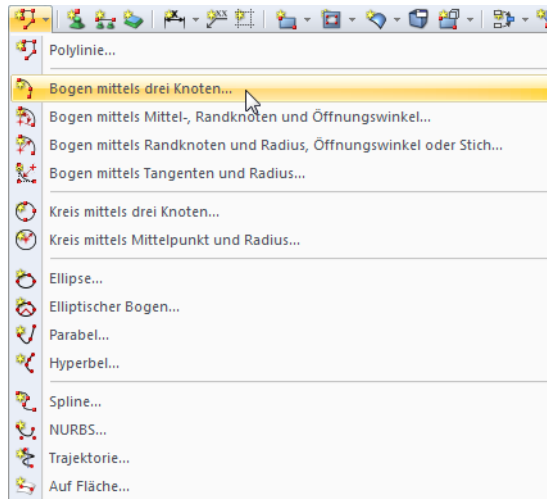 Polylinie...
Bogen mittels drei Knoten...
Bogen mittels Mittel-, Randknoten und Öffnungswinkel...
Bogen mittels Randknoten und Radius, Öffnungswinkel oder Stich...
Bogen mittels Tangenten und Radius...
Kreis mittels drei Knoten...
Kreis mittels Mittelpunkt und Radius...
Ellipse...
Elliptischer Bogen...
Parabel...
Hyperbel...
Spline...
NURBS...
Trajektorie...
Auf Fläche...